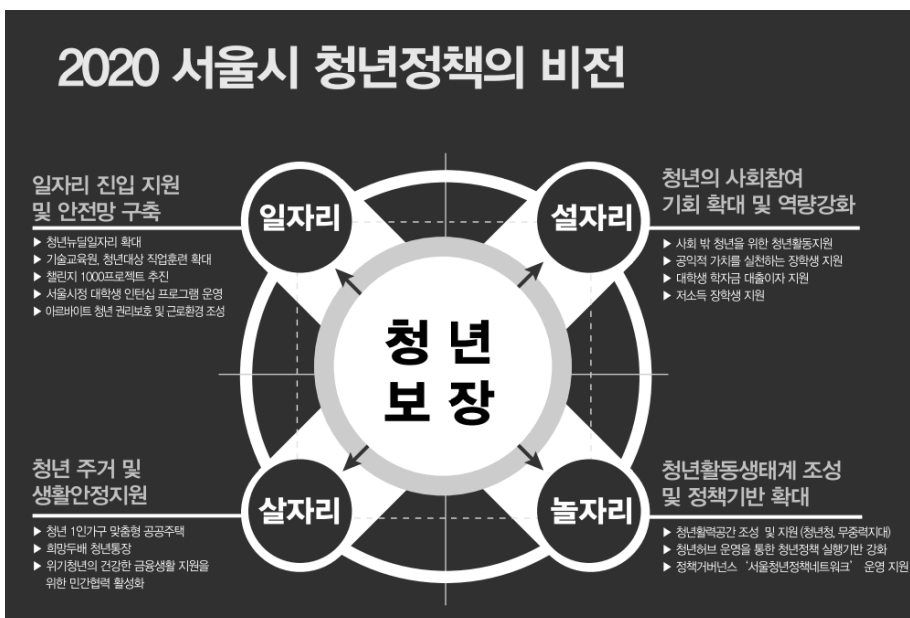 2020 서울시 청년정책의 비전
일자리 진입 지원
및 안전망 구축
▶ 청년뉴딜일자리 확대
▶ 기술교육원, 청년대상 직업훈련 확대
▶ 챌린지 1000프로젝트 추진
▶ 서울시정 대학생 인턴십 프로그램 운영
▶ 아르바이트 청년 권리보호 및 근로환경 조성
일자리
설자리
청년의 사회참여
기회 확대 및 역량강화
▶ 사회 밖 청년을 위한 청년활동지원
▶ 공익적 가치를 실천하는 장학생 지원
▶ 대학생 학자금 대출이자 지원
▶ 저소득 장학생 지원
청년
보장
청년 주거 및
생활안정지원
▶ 청년 1인가구 맞춤형 공공주택
▶ 희망두배 청년통장
▶ 위기청년의 건강한 금융생활 지원을
위한 민간협력 활성화
살자리
놀자리
청년활동생태계 조성
및 정책기반 확대
▶ 청년활력공간 조성 및 지원 (청년청, 무중력지대)
▶ 청년허브 운영을 통한 청년정책 실행기반 강화
▶ 정책거버넌스 ‘서울청년정책네트워크’ 운영 지원